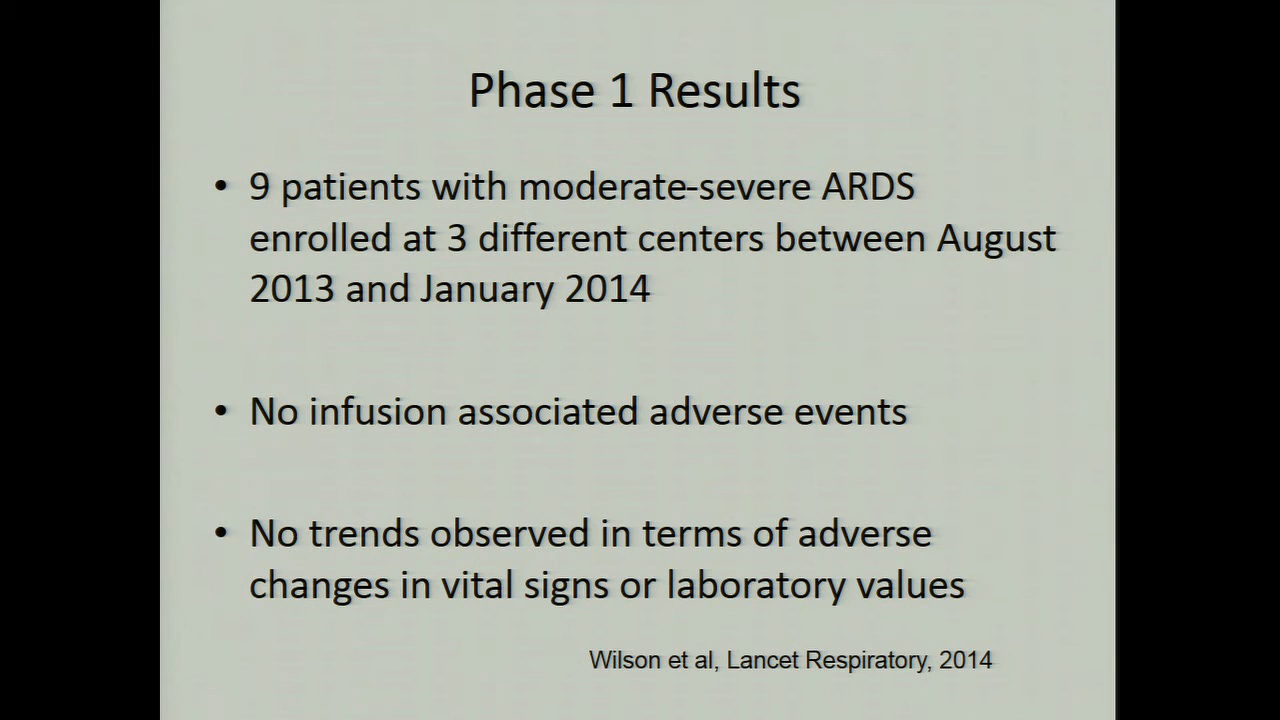 Phase 1 Results
• 9 patients with moderate-severe ARDS
enrolled at 3 different centers between August
2013 and January 2014
• No infusion associated adverse events
• No trends observed in terms of adverse
changes in vital signs or laboratory values
Wilson et al, Lancet Respiratory, 2014